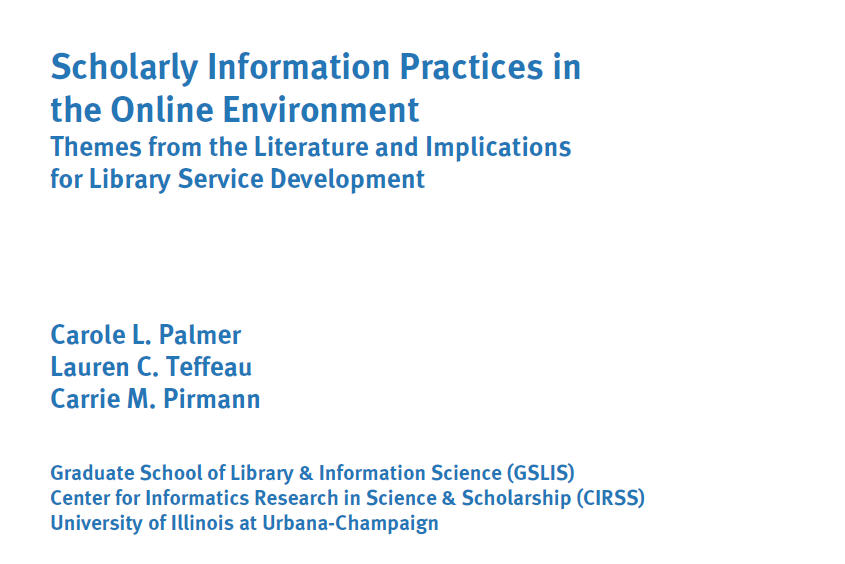 Scholarly Information Practices in
the Online Environment
Themes from the Literature and Implications
for Library Service Development
Carole L. Palmer
Lauren C. Teffeau
Carrie M. Pirmann
Graduate School of Library & Information Science (GSLIS)
Center for Informatics Research in Science & Scholarship (CIRSS)
University of Illinois at Urbana-Champaign